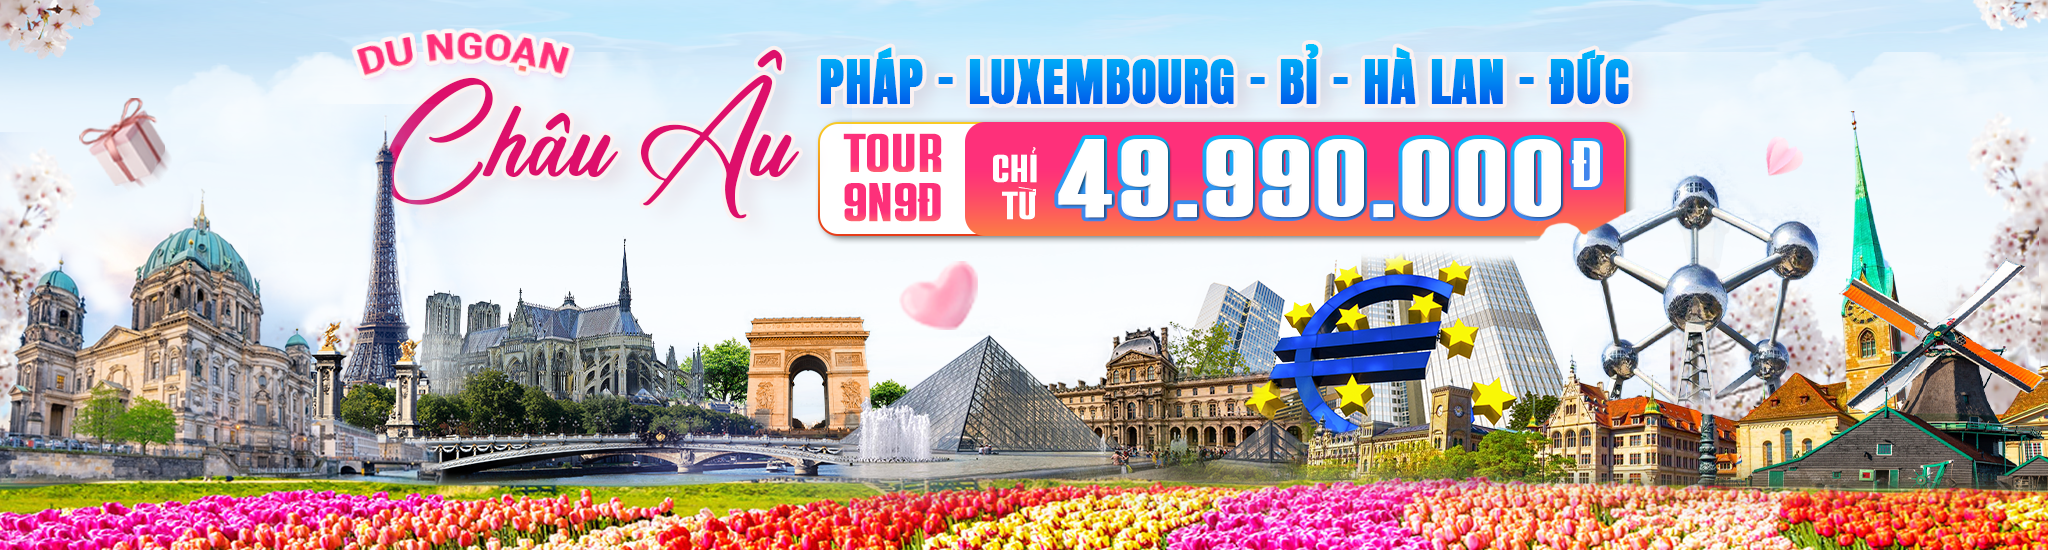 DU NGOẠN
Châu Âu
PHÁP - LUXEMBOURG - BỈ - HÀ LAN - ĐỨC
TOUR
9N9Đ
CHỈ
TỪ
49.990.000Đ